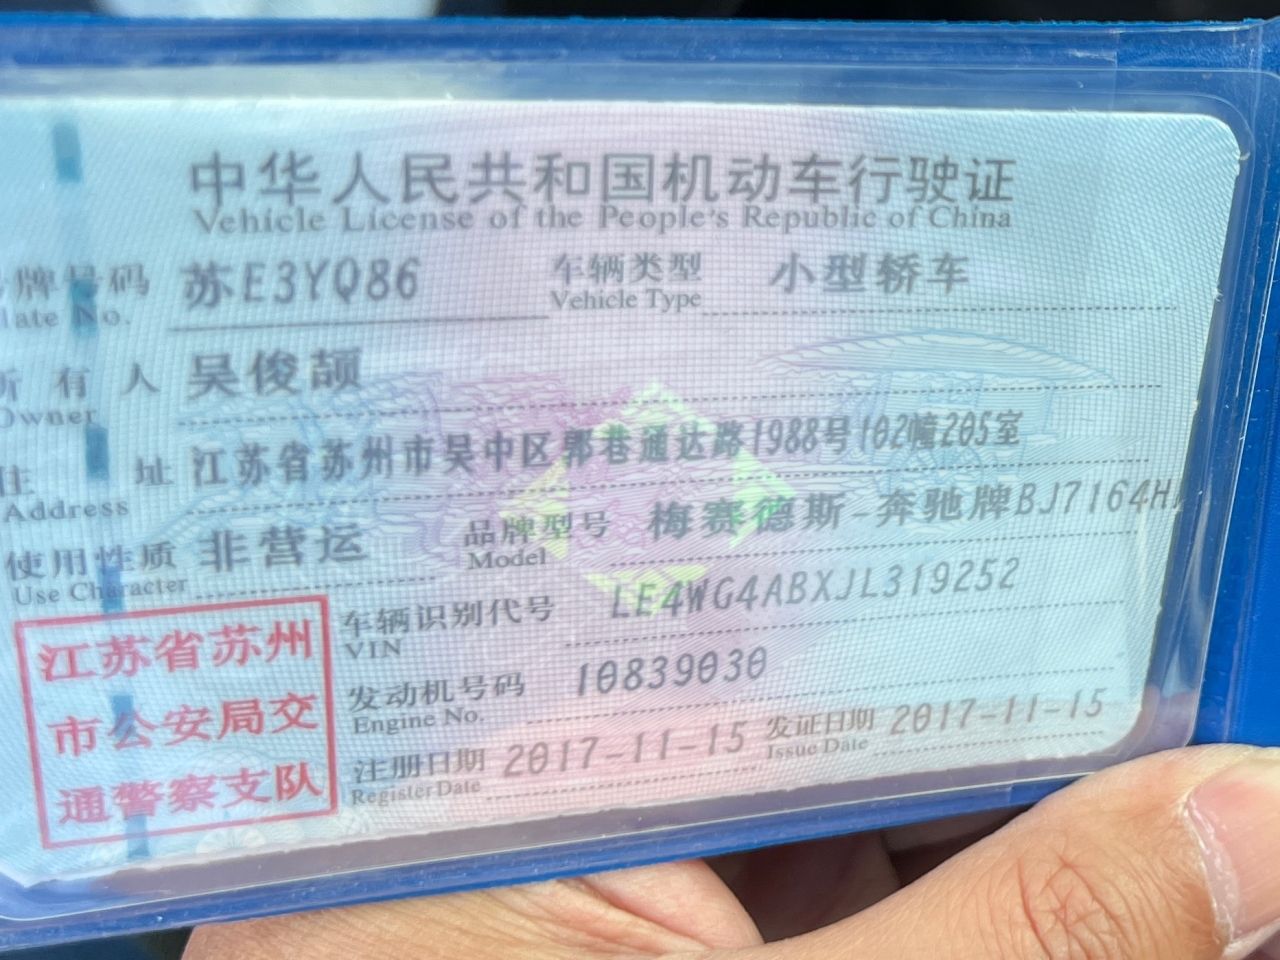 中华人民共和国机动车行驶证
Vehicle License of the People's Republic of China
号牌号码 苏E3YQ86 车辆类型 小型轿车
Plate No. Vehicle Type
所有人 吴俊颉
Owner
住址 江苏省苏州市吴中区郭巷通达路1988号102幢205室
Address
使用性质 非营运 品牌型号 梅赛德斯-奔驰牌BJ7164H
Use Character Model
车辆识别代号 LE4WG4ABXJL319252
VIN
发动机号码 10839030
Engine No.
注册日期 2017-11-15 发证日期 2017-11-15
Register Date Issue Date
江苏省苏州
市公安局交
通警察支队